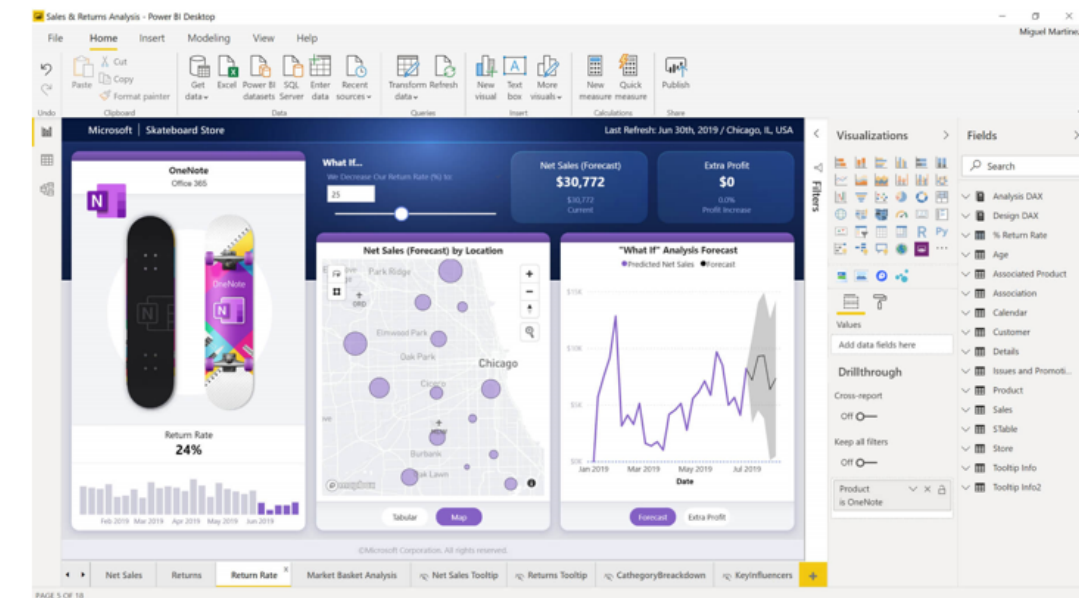 Sales & Returns Analysis - Power BI Desktop
Miguel Martinez
File Home Insert Modeling View Help
Paste
Cut
Copy
Format painter
Get data
Excel
Power BI datasets
SQL Server
Enter data
Recent sources
Transform data
Refresh
New visual
Text box
More visuals
New measure
Quick measure
Publish
Undo Clipboard Data Queries Insert Calculations Share
Microsoft | Skateboard Store
Last Refresh: Jun 30th, 2019 / Chicago, IL, USA
OneNote
Office 365
N
OneNote
N
Return Rate
24%
Feb 2019 Mar 2019 Apr 2019 May 2019 Jun 2019
What If...
We Decrease Our Return Rate (%) to:
25
Net Sales (Forecast)
$30,772
$30,772
Current
Extra Profit
$0
0.0%
Profit Increase
Net Sales (Forecast) by Location
Park Ridge
ORD
Elmwood Park
Oak Park
Chicago
Cicero
MDW
Burbank
Oak Lawn
mapbox
Tabular Map
"What If" Analysis Forecast
Predicted Net Sales Forecast
$15K
$10K
$5K
$0K
Jan 2019 Mar 2019 May 2019 Jul 2019
Date
Forecast Extra Profit
©Microsoft Corporation. All rights reserved.
Filters
Visualizations
R Py
Values
Add data fields here
Drillthrough
Cross-report
Off
Keep all filters
Off
Product
is OneNote
Fields
Search
Analysis DAX
Design DAX
% Return Rate
Age
Associated Product
Association
Calendar
Customer
Details
Issues and Promoti...
Product
Sales
STable
Store
Tooltip Info
Tooltip Info2
Net Sales Returns Return Rate Market Basket Analysis Net Sales Tooltip Returns Tooltip CathegoryBreakdown KeyInfluencers
PAGE 5 OF 18